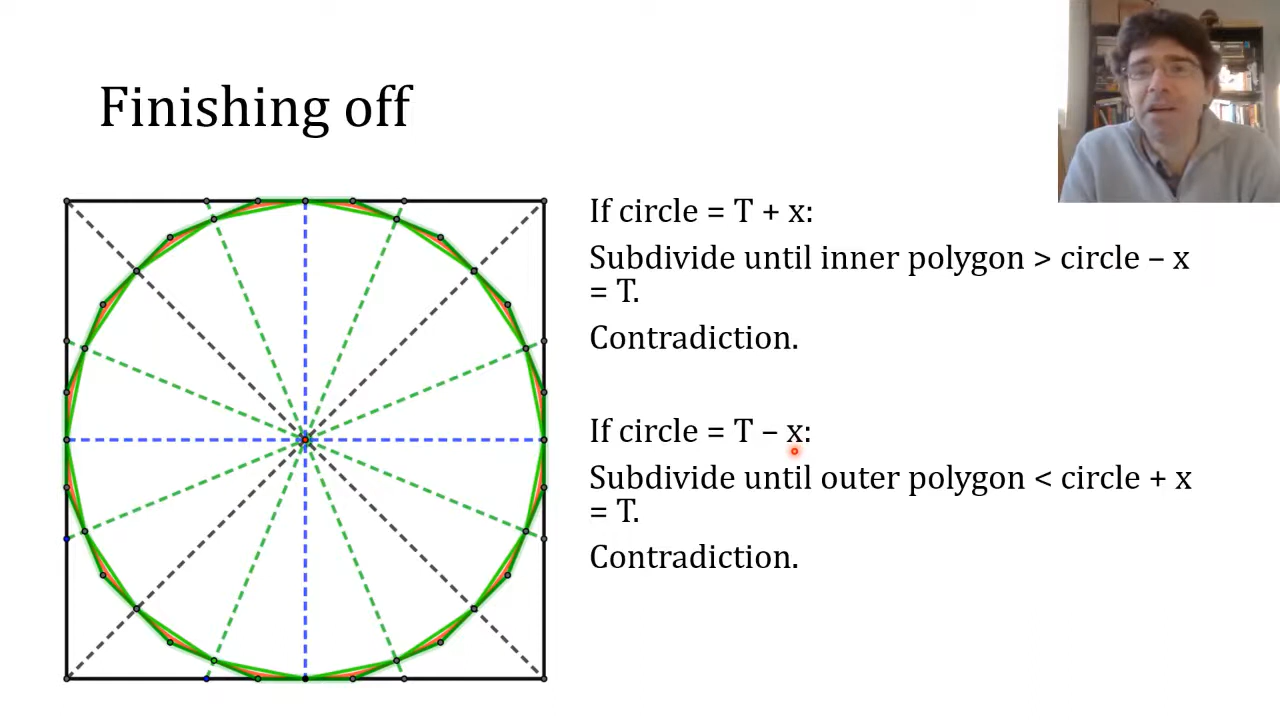 Finishing off
If circle = T + x:
Subdivide until inner polygon > circle – x
= T.
Contradiction.
If circle = T – x:
Subdivide until outer polygon < circle + x
= T.
Contradiction.